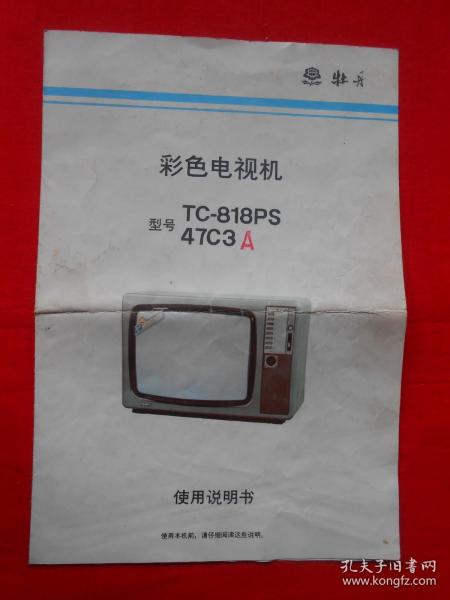 牡丹
彩色电视机
型号 TC-818PS
47C3A
使用说明书
使用本机前，请仔细阅读这些说明。
孔夫子旧书网
www.kongfz.com